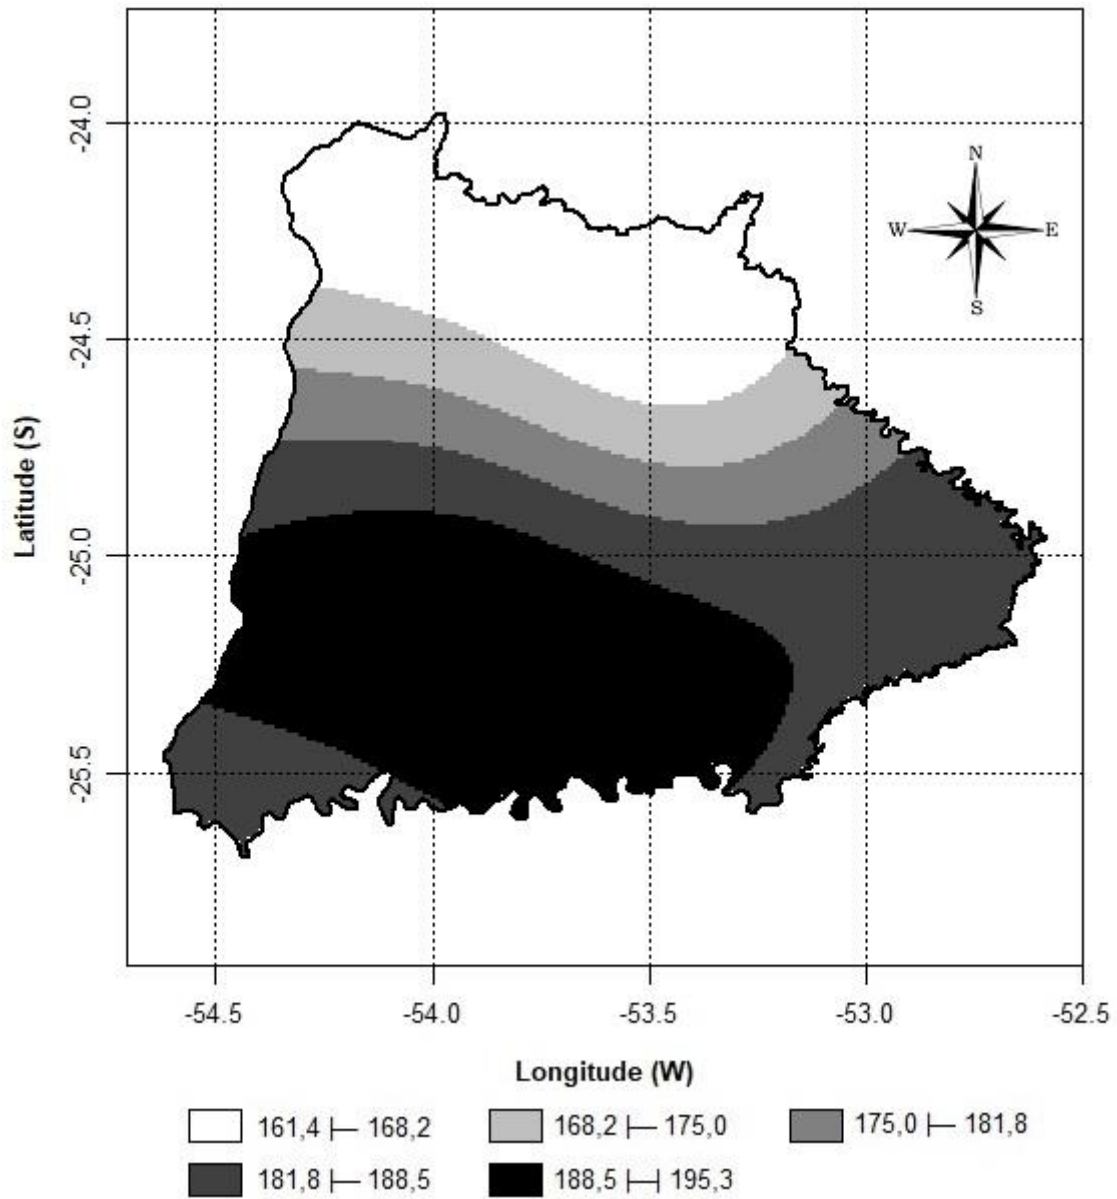 -24.0
N
W E
S
-24.5
Latitude (S)
-25.0
-25.5
-54.5 -54.0 -53.5 -53.0 -52.5
Longitude (W)
161,4 ├─ 168,2 168,2 ├─ 175,0 175,0 ├─ 181,8
181,8 ├─ 188,5 188,5 ├─┤ 195,3